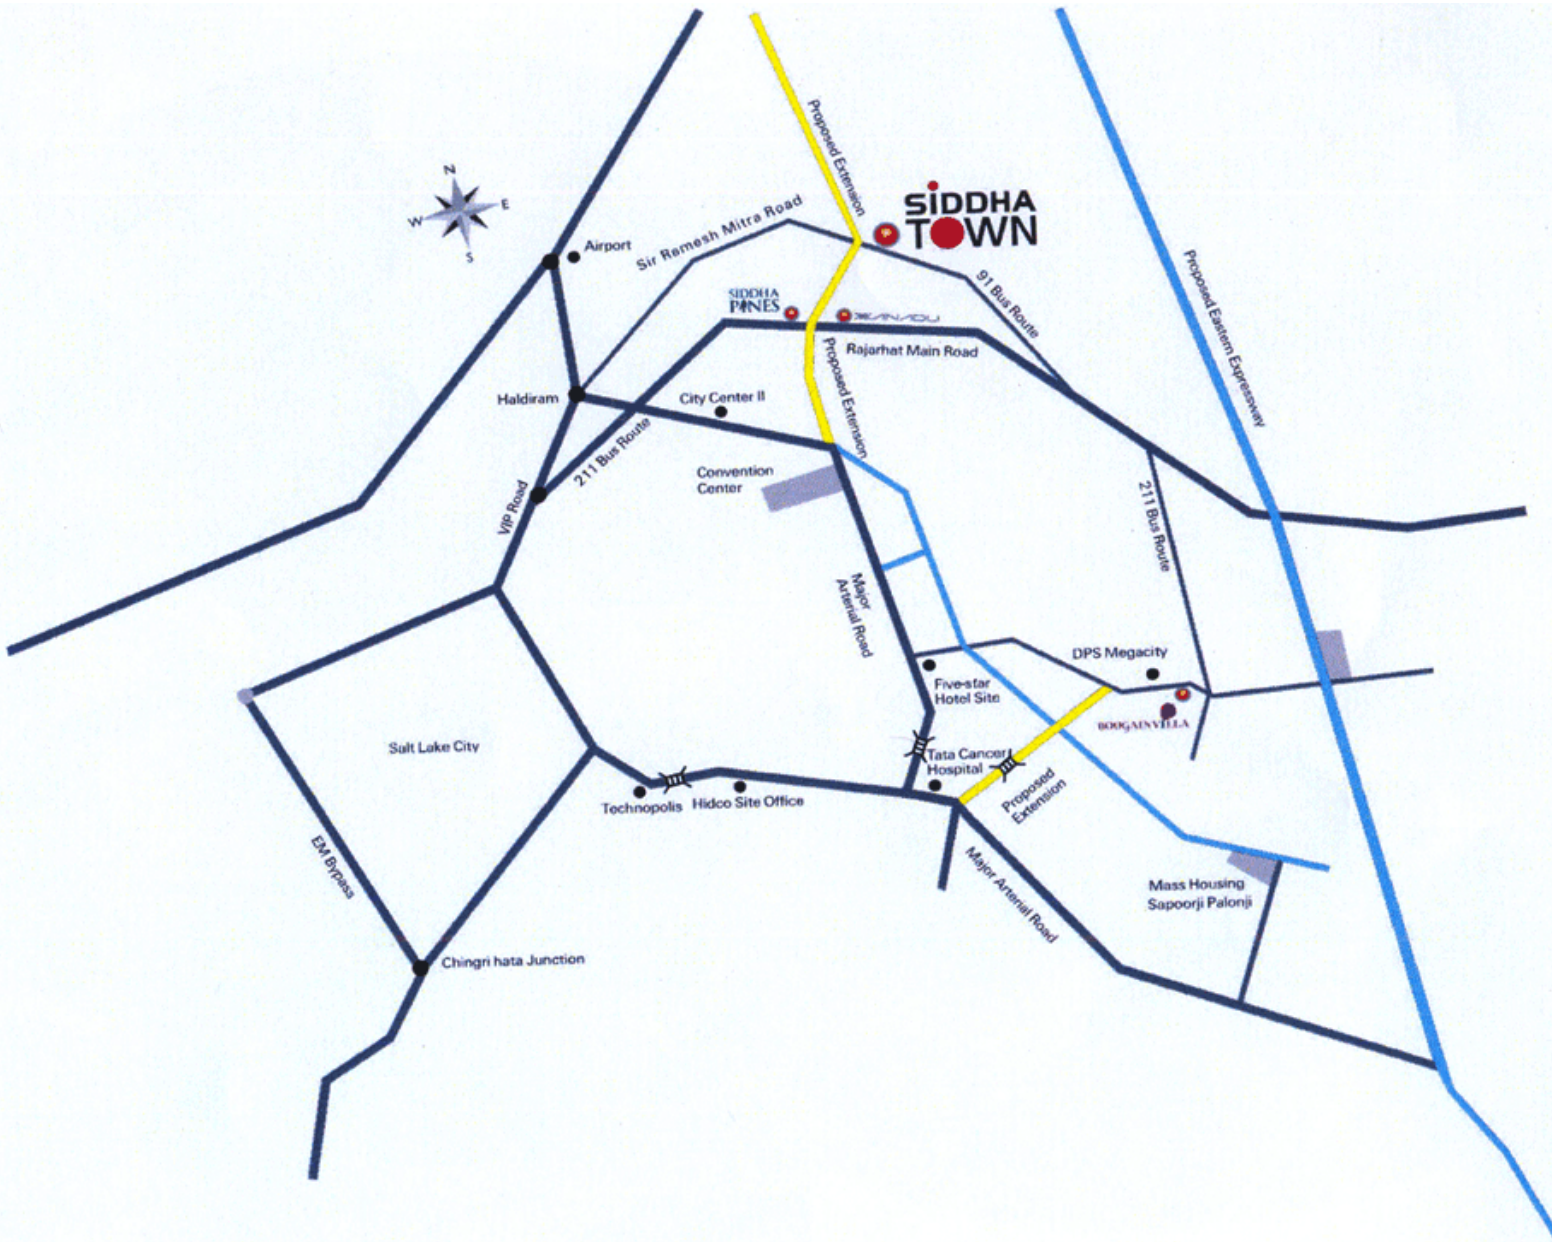 Proposed Extension
SiDDHA
TOWN
N
W
E
S
Sir Remesh Mitra Road
Airport
Proposed Eastern Expressway
91 Bus Route
SIDDHA
PINES
XANADU
Rajarhat Main Road
Proposed Extension
Haldiram
City Center II
211 Bus Route
Convention
Center
VIP Road
211 Bus Route
Major
Arterial Road
DPS Megacity
Five-star
Hotel Site
BOUGAINVILLA
Salt Lake City
Tata Cancer
Hospital
Proposed
Extension
Technopolis
Hidco Site Office
EM Bypass
Major Arterial Road
Mass Housing
Sapoorji Palonji
Chingri hata Junction